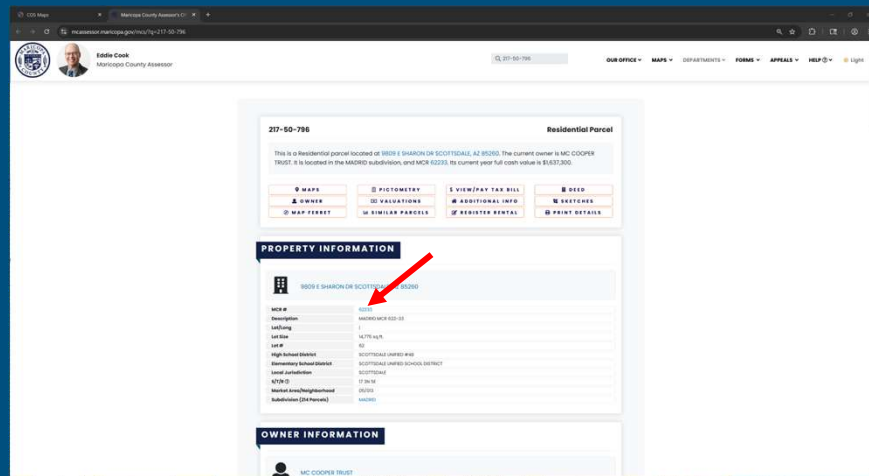 CDS Maps
Maricopa County Assessor's Of
mcassessor.maricopa.gov/mcs/?q=217-50-796
MARICOPA COUNTY
Eddie Cook
Maricopa County Assessor
217-50-796
OUR OFFICE
MAPS
DEPARTMENTS
FORMS
APPEALS
HELP
Light
217-50-796
Residential Parcel
This is a Residential parcel located at 9809 E SHARON DR SCOTTSDALE, AZ 85260. The current owner is MC COOPER
TRUST. It is located in the MADRID subdivision, and MCR 62233. Its current year full cash value is $1,637,300.
MAPS
PICTOMETRY
VIEW/PAY TAX BILL
DEED
OWNER
VALUATIONS
ADDITIONAL INFO
SKETCHES
MAP FERRET
SIMILAR PARCELS
REGISTER RENTAL
PRINT DETAILS
PROPERTY INFORMATION
9809 E SHARON DR SCOTTSDALE 85260
MCR # 62233
Description MADRID MCR 622-33
Lat/Long |
Lot Size 14,775 sq ft.
Lot # 82
High School District SCOTTSDALE UNIFIED #48
Elementary School District SCOTTSDALE UNIFIED SCHOOL DISTRICT
Local Jurisdiction SCOTTSDALE
S/T/R 17 3N 5E
Market Area/Neighborhood
Subdivision (214 Parcels) MADRID
OWNER INFORMATION
MC COOPER TRUST